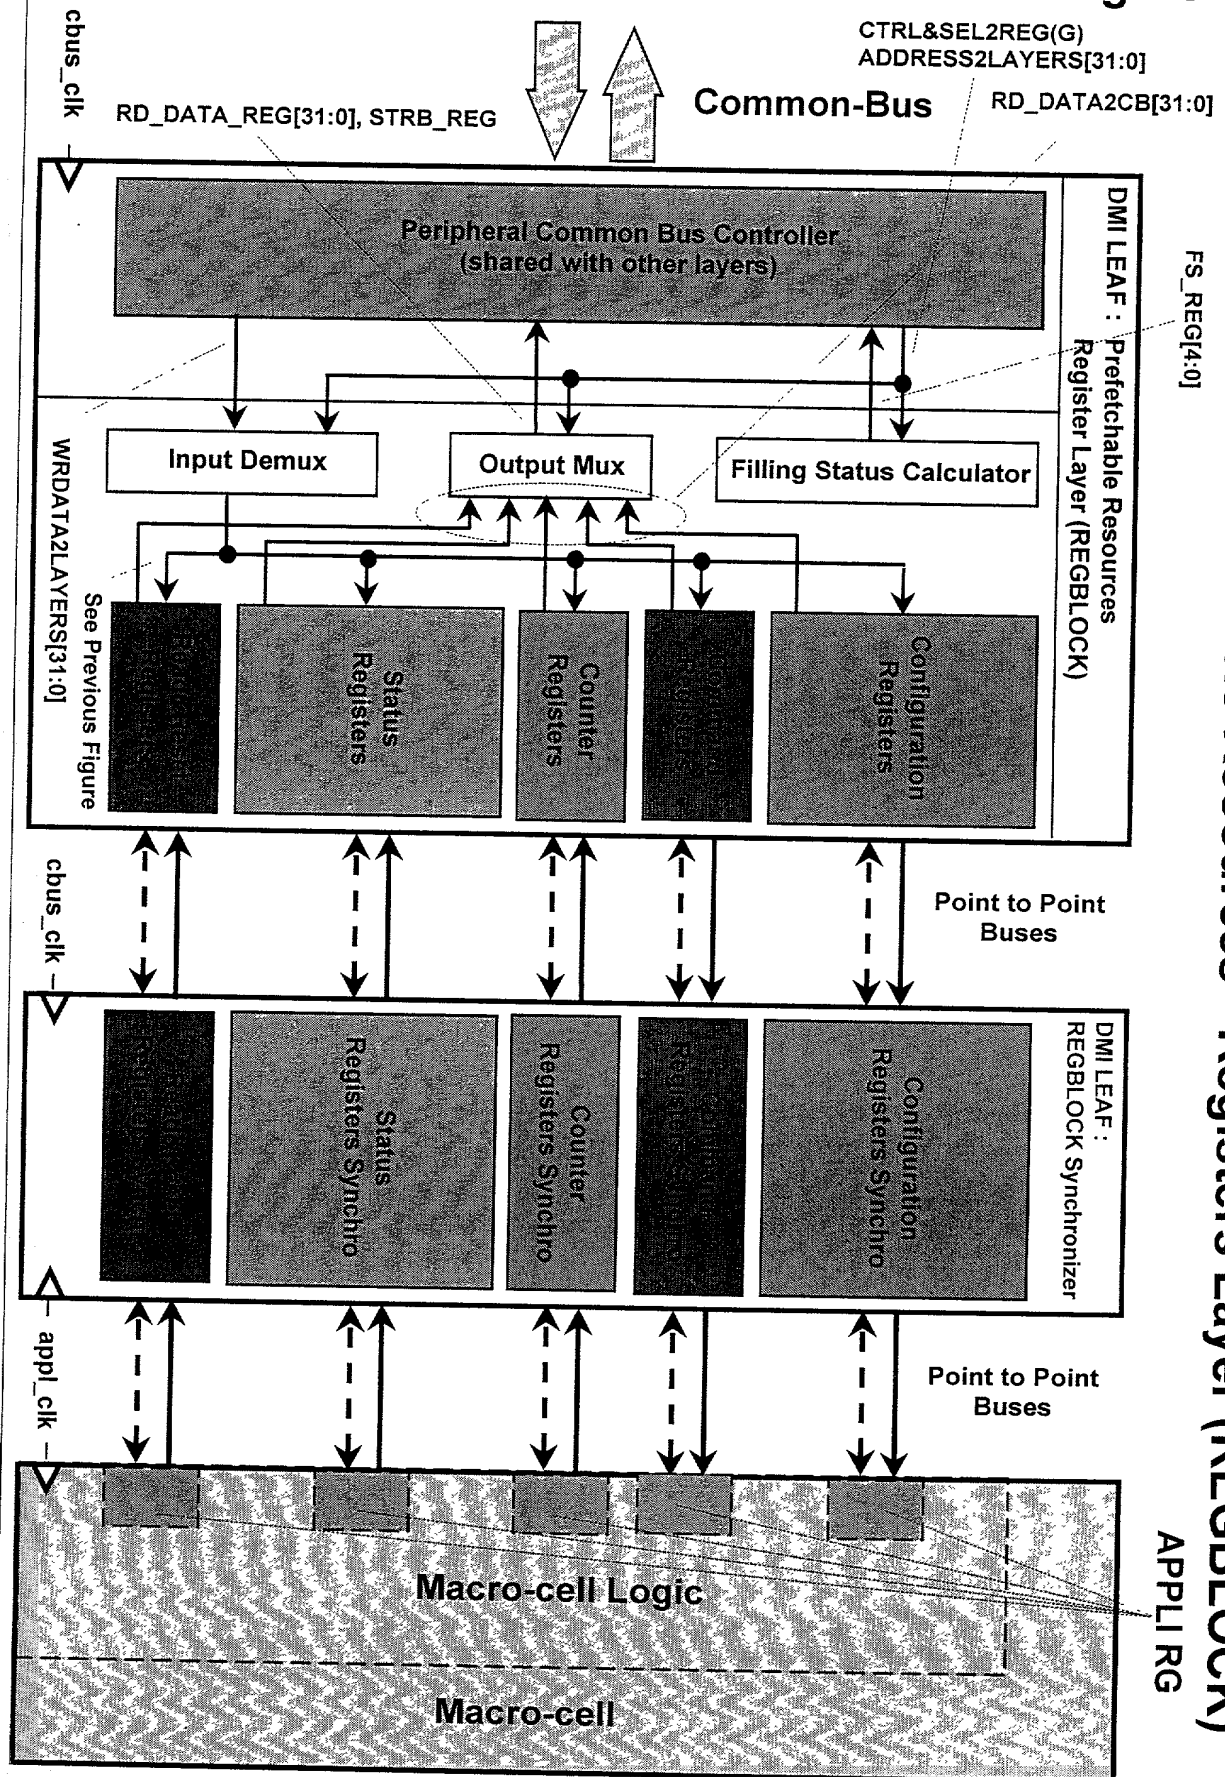 CTRL&SEL2REG(G)
ADDRESS2LAYERS[31:0]
Common-Bus
RD_DATA2CB[31:0]
RD_DATA_REG[31:0], STRB_REG
cbus_clk
FS_REG[4:0]
DMI LEAF : Prefetchable Resources
Register Layer (REGBLOCK)
Peripheral Common Bus Controller
(shared with other layers)
Input Demux
Output Mux
Filling Status Calculator
WRDATA2LAYERS[31:0]
See Previous Figure
Status
Registers
Counter
Registers
Configuration
Registers
Point to Point
Buses
cbus_clk
DMI LEAF :
REGBLOCK Synchronizer
Status
Registers Synchro
Counter
Registers Synchro
Configuration
Registers Synchro
appl_clk
Point to Point
Buses
Registers Layer (REGBLOCK)
APPLI RG
Macro-cell Logic
Macro-cell